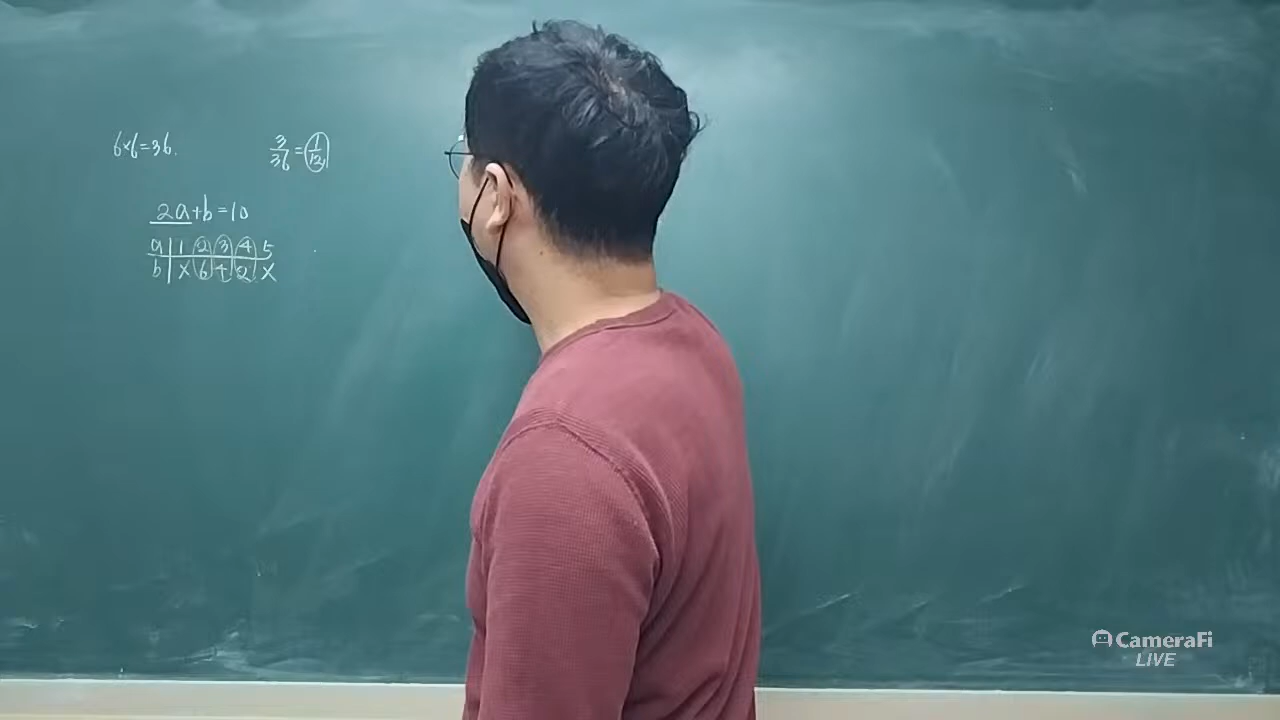 6×6=36.
3/36=1/12
2a+b=10
a 1 2 3 4 5
b X 6 4 2 X
CameraFi
LIVE